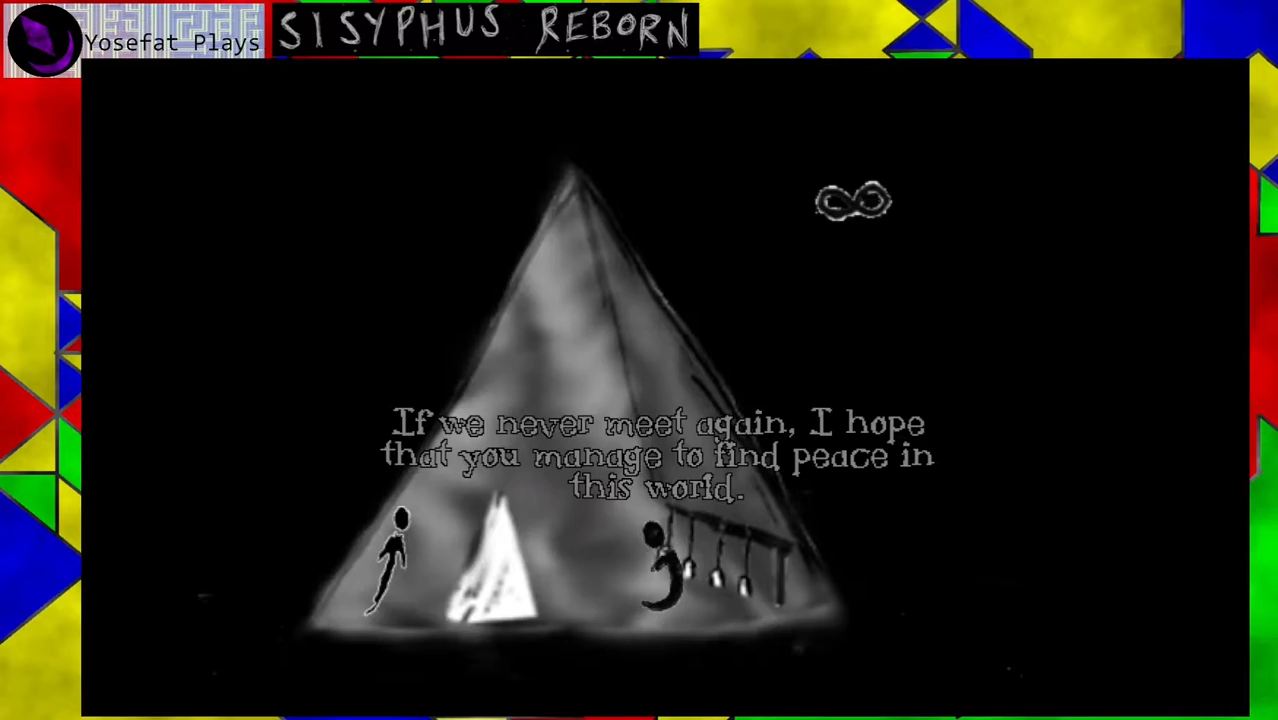 Yosefat Plays
SISYPHUS REBORN
If we never meet again, I hope
that you manage to find peace in
this world.